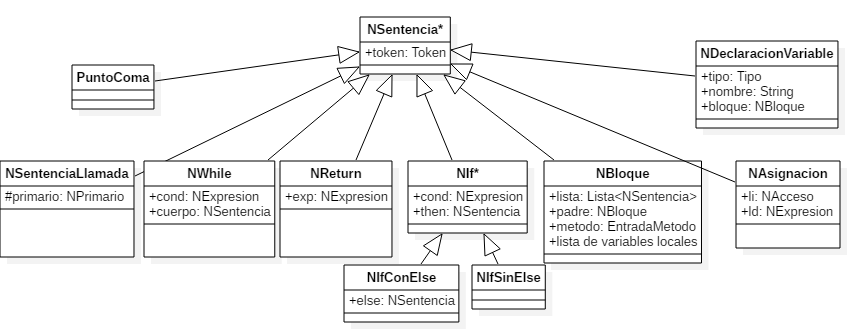 NSentencia*
+token: Token
PuntoComa
NDeclaracionVariable
+tipo: Tipo
+nombre: String
+bloque: NBloque
NSentenciaLlamada
#primario: NPrimario
NWhile
+cond: NExpresion
+cuerpo: NSentencia
NReturn
+exp: NExpresion
NIf*
+cond: NExpresion
+then: NSentencia
NBloque
+lista: Lista<NSentencia>
+padre: NBloque
+metodo: EntradaMetodo
+lista de variables locales
NAsignacion
+li: NAcceso
+ld: NExpresion
NIfConElse
+else: NSentencia
NIfSinElse